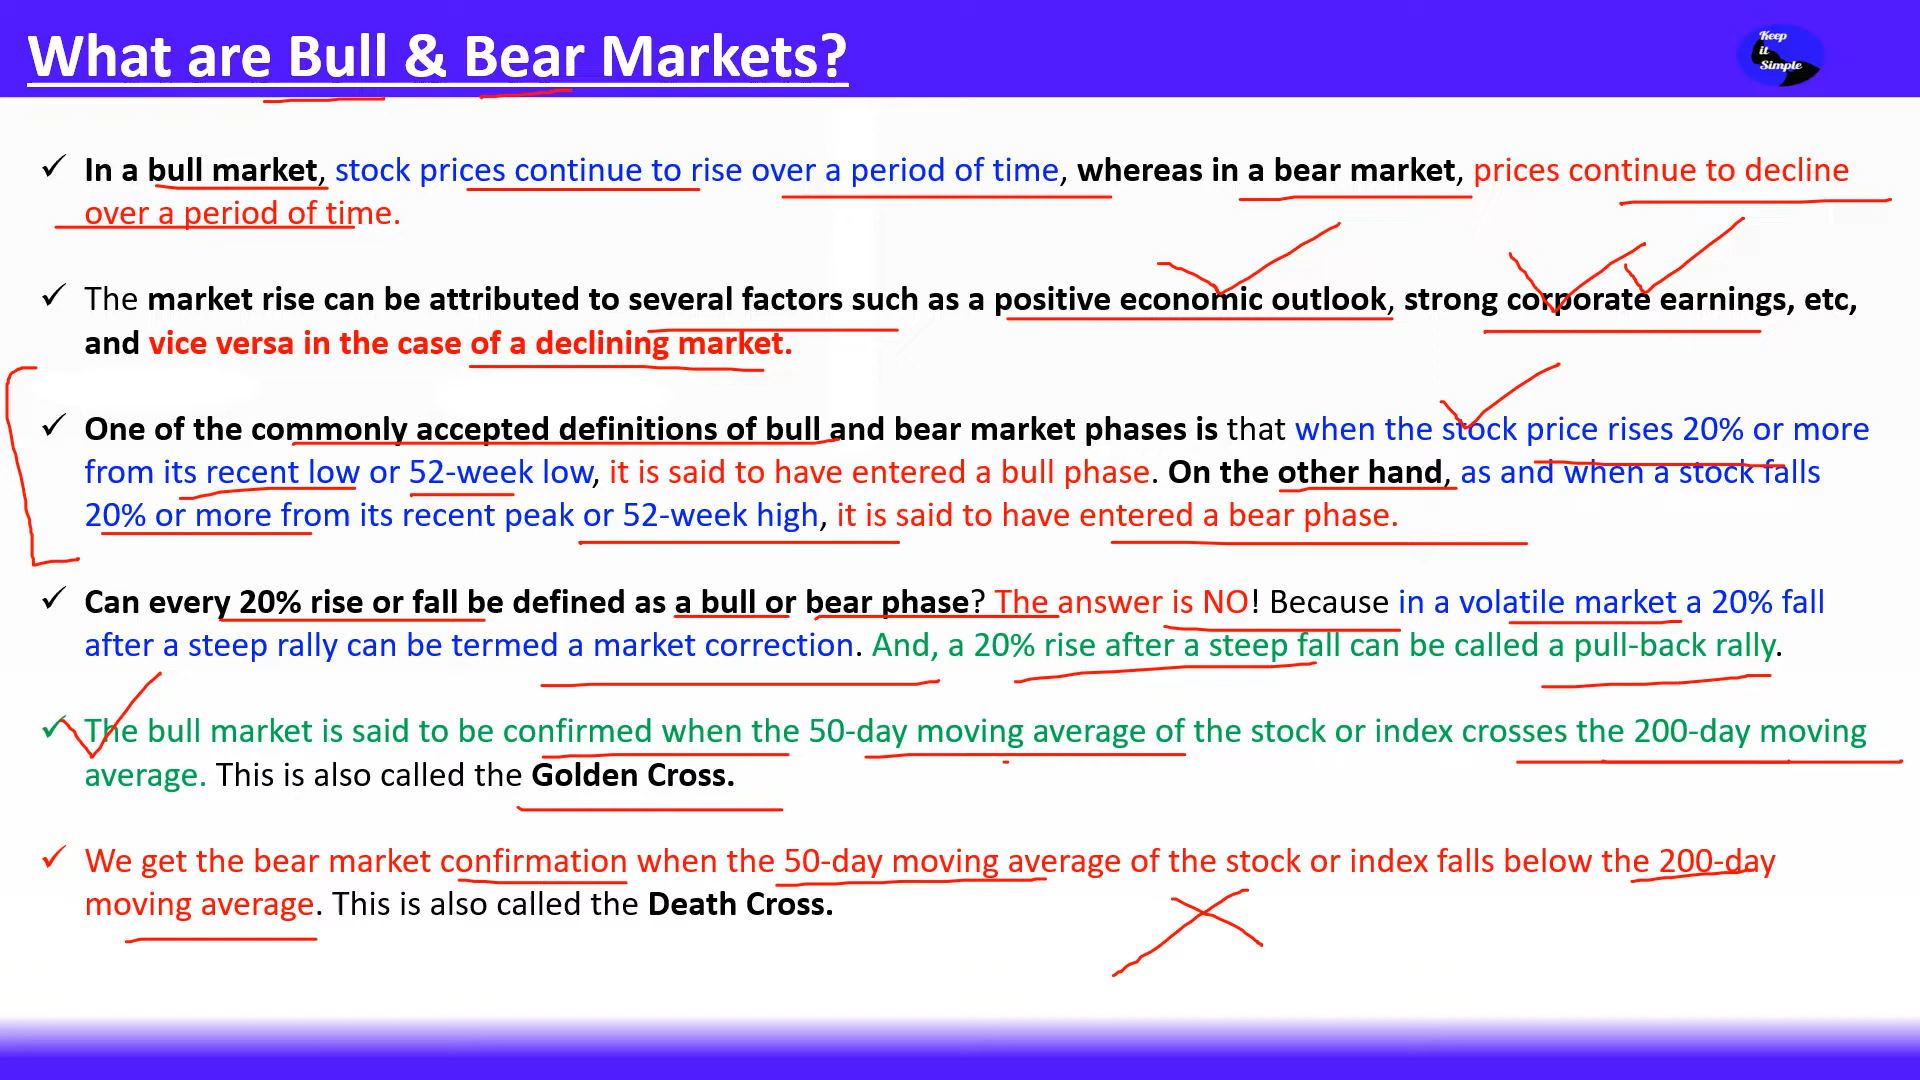 What are Bull & Bear Markets?
Keep
it
Simple
In a bull market, stock prices continue to rise over a period of time, whereas in a bear market, prices continue to decline
over a period of time.
The market rise can be attributed to several factors such as a positive economic outlook, strong corporate earnings, etc,
and vice versa in the case of a declining market.
One of the commonly accepted definitions of bull and bear market phases is that when the stock price rises 20% or more
from its recent low or 52-week low, it is said to have entered a bull phase. On the other hand, as and when a stock falls
20% or more from its recent peak or 52-week high, it is said to have entered a bear phase.
Can every 20% rise or fall be defined as a bull or bear phase? The answer is NO! Because in a volatile market a 20% fall
after a steep rally can be termed a market correction. And, a 20% rise after a steep fall can be called a pull-back rally.
The bull market is said to be confirmed when the 50-day moving average of the stock or index crosses the 200-day moving
average. This is also called the Golden Cross.
We get the bear market confirmation when the 50-day moving average of the stock or index falls below the 200-day
moving average. This is also called the Death Cross.